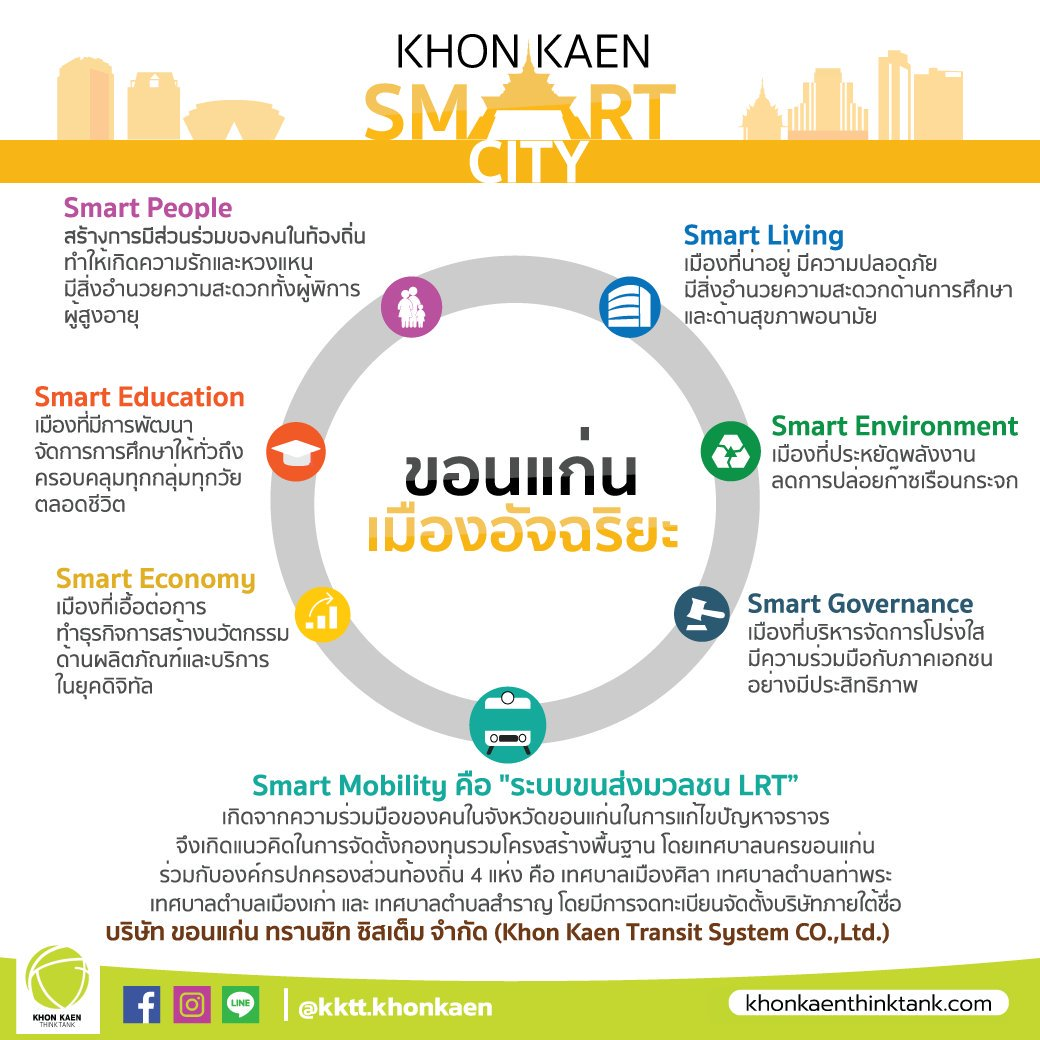 KHON KAEN
SMART
CITY
Smart People
สร้างการมีส่วนร่วมของคนในท้องถิ่น
ทำให้เกิดความรักและหวงแหน
มีสิ่งอำนวยความสะดวกทั้งผู้พิการ
ผู้สูงอายุ
Smart Living
เมืองที่น่าอยู่ มีความปลอดภัย
มีสิ่งอำนวยความสะดวกด้านการศึกษา
และด้านสุขภาพอนามัย
Smart Education
เมืองที่มีการพัฒนา
จัดการการศึกษาให้ทั่วถึง
ครอบคลุมทุกกลุ่มทุกวัย
ตลอดชีวิต
Smart Environment
เมืองที่ประหยัดพลังงาน
ลดการปล่อยก๊าซเรือนกระจก
ขอนแก่น
เมืองอัจฉริยะ
Smart Economy
เมืองที่เอื้อต่อการ
ทำธุรกิจการสร้างนวัตกรรม
ด้านผลิตภัณฑ์และบริการ
ในยุคดิจิทัล
Smart Governance
เมืองที่บริหารจัดการโปร่งใส
มีความร่วมมือกับภาคเอกชน
อย่างมีประสิทธิภาพ
Smart Mobility คือ "ระบบขนส่งมวลชน LRT”
เกิดจากความร่วมมือของคนในจังหวัดขอนแก่นในการแก้ไขปัญหาจราจร
จึงเกิดแนวคิดในการจัดตั้งกองทุนรวมโครงสร้างพื้นฐาน โดยเทศบาลนครขอนแก่น
ร่วมกับองค์กรปกครองส่วนท้องถิ่น 4 แห่ง คือ เทศบาลเมืองศิลา เทศบาลตำบลท่าพระ
เทศบาลตำบลเมืองเก่า และ เทศบาลตำบลสำราญ โดยมีการจดทะเบียนจัดตั้งบริษัทภายใต้ชื่อ
บริษัท ขอนแก่น ทรานซิท ซิสเต็ม จำกัด (Khon Kaen Transit System CO.,Ltd.)
KHON KAEN
THINK TANK
LINE
@kktt.khonkaen
khonkaenthinktank.com